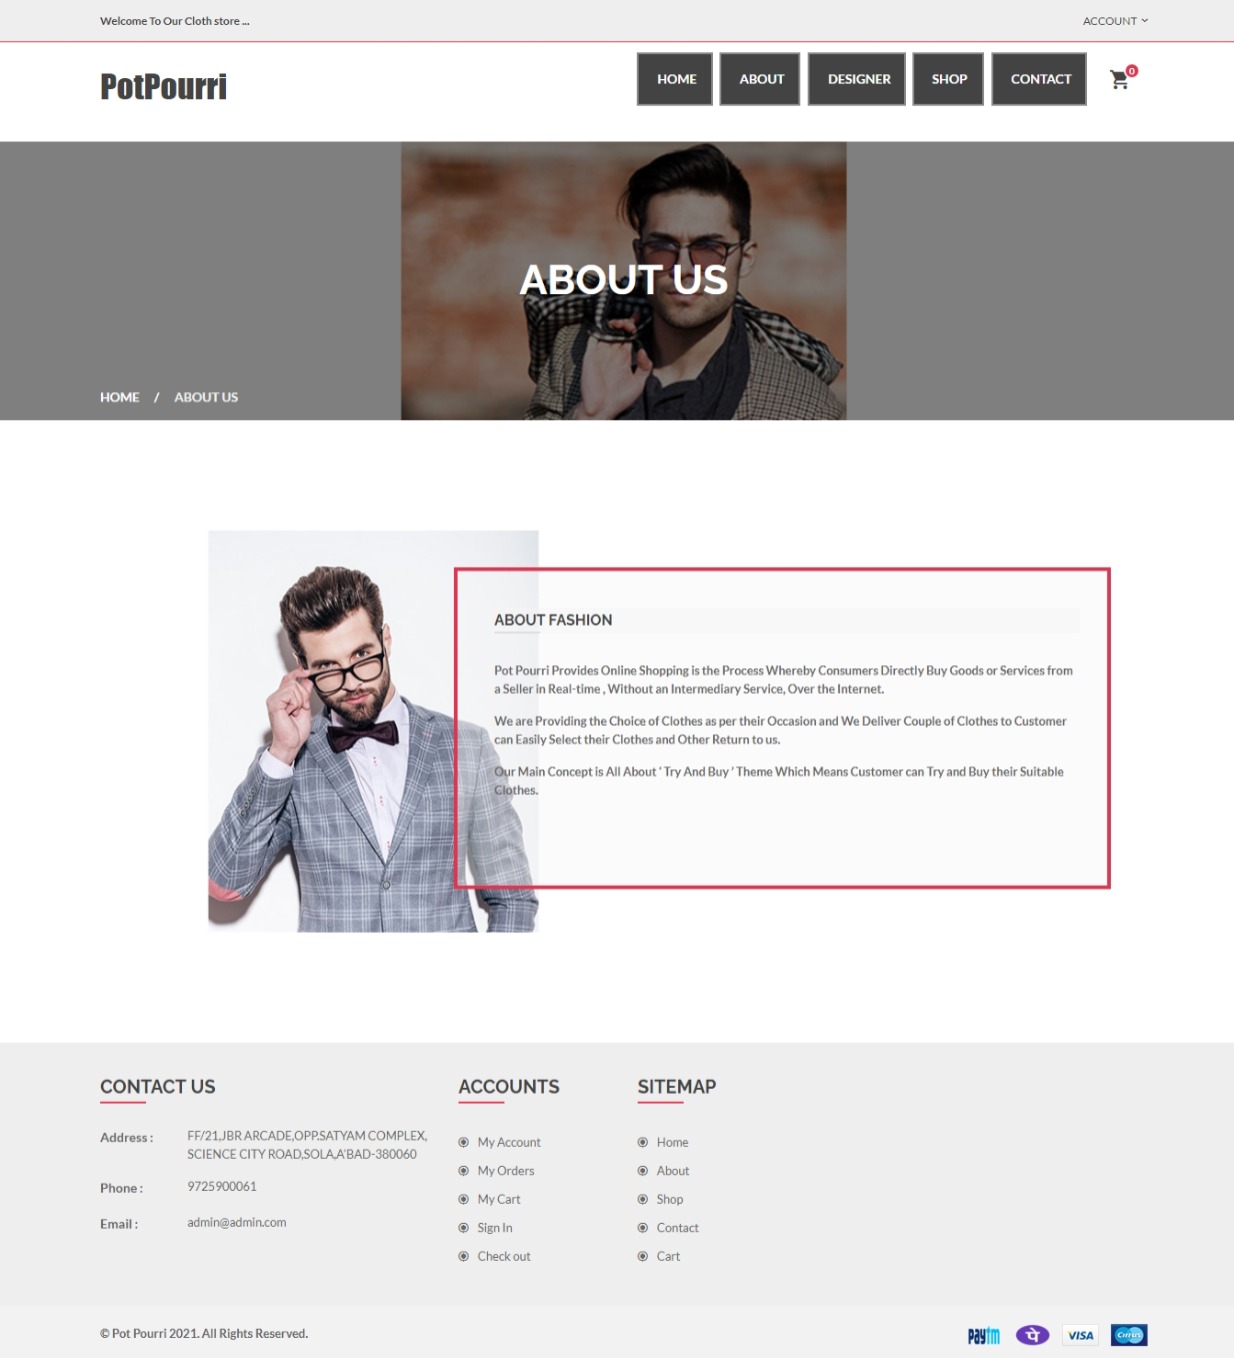 Welcome To Our Cloth store ...
ACCOUNT
PotPourri
HOME
ABOUT
DESIGNER
SHOP
CONTACT
0
ABOUT US
HOME / ABOUT US
ABOUT FASHION
Pot Pourri Provides Online Shopping is the Process Whereby Consumers Directly Buy Goods or Services from
a Seller in Real-time , Without an Intermediary Service, Over the Internet.
We are Providing the Choice of Clothes as per their Occasion and We Deliver Couple of Clothes to Customer
can Easily Select their Clothes and Other Return to us.
Our Main Concept is All About ' Try And Buy ' Theme Which Means Customer can Try and Buy their Suitable
Clothes.
CONTACT US
Address :
FF/21,JBR ARCADE,OPP.SATYAM COMPLEX,
SCIENCE CITY ROAD,SOLA,A'BAD-380060
Phone :
9725900061
Email :
admin@admin.com
ACCOUNTS
My Account
My Orders
My Cart
Sign In
Check out
SITEMAP
Home
About
Shop
Contact
Cart
© Pot Pourri 2021. All Rights Reserved.
paytm
पे
VISA
Cirrus